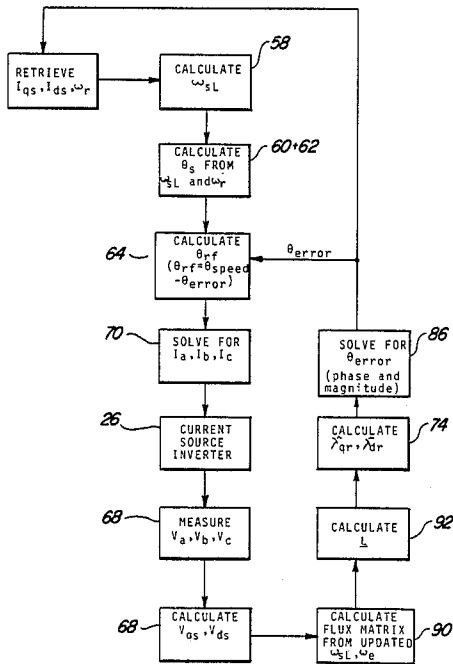 58
RETRIEVE
Iqs,Ids,ωr
CALCULATE
ωsL
60+62
CALCULATE
θs FROM
ωsL and ωr
64
CALCULATE
θrf
(θrf=θspeed
-θerror)
θerror
70
SOLVE FOR
Ia,Ib,Ic
86
SOLVE FOR
θerror
(phase and
magnitude)
26
CURRENT
SOURCE
INVERTER
74
CALCULATE
λ̂qr,λ̂dr
68
MEASURE
Va,Vb,Vc
92
CALCULATE
L
68
CALCULATE
Vqs,Vds
CALCULATE
FLUX MATRIX
FROM UPDATED
ωsL,ωe
90